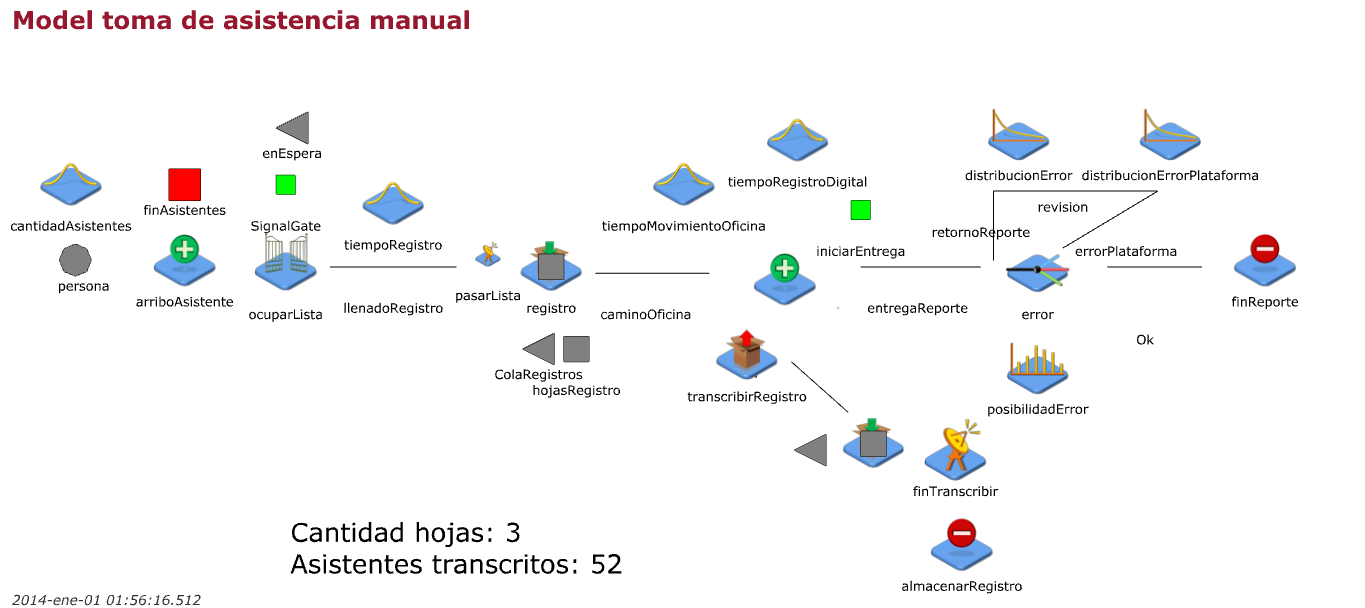 Model toma de asistencia manual
enEspera
tiempoRegistroDigital
distribucionError
distribucionErrorPlataforma
cantidadAsistentes
finAsistentes
SignalGate
tiempoRegistro
tiempoMovimientoOficina
iniciarEntrega
retornoReporte
revision
errorPlataforma
persona
arriboAsistente
ocuparLista
llenadoRegistro
pasarLista
registro
caminoOficina
entregaReporte
error
finReporte
Ok
ColaRegistros
hojasRegistro
transcribirRegistro
posibilidadError
finTranscribir
Cantidad hojas: 3
Asistentes transcritos: 52
almacenarRegistro
2014-ene-01 01:56:16.512